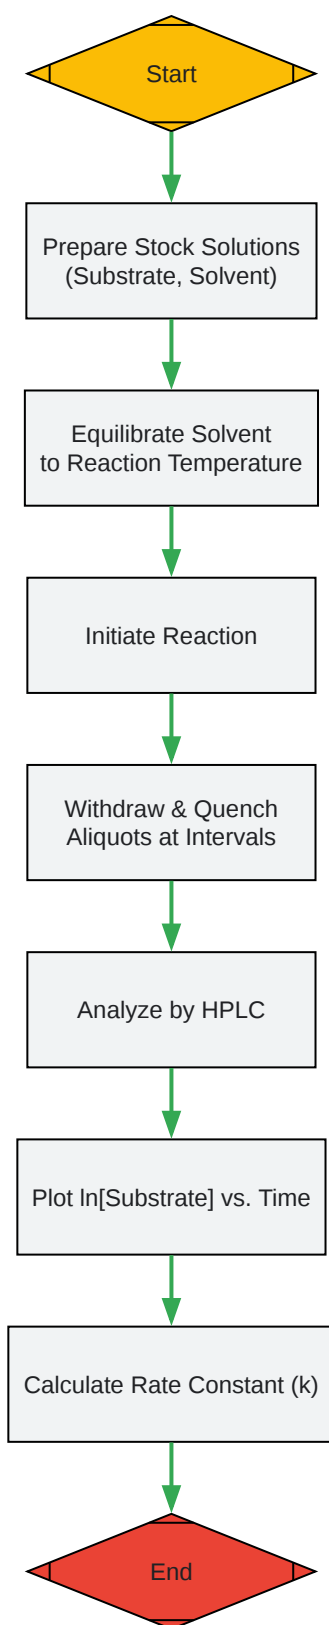 Start
Prepare Stock Solutions
(Substrate, Solvent)
Equilibrate Solvent
to Reaction Temperature
Initiate Reaction
Withdraw & Quench
Aliquots at Intervals
Analyze by HPLC
Plot ln[Substrate] vs. Time
Calculate Rate Constant (k)
End